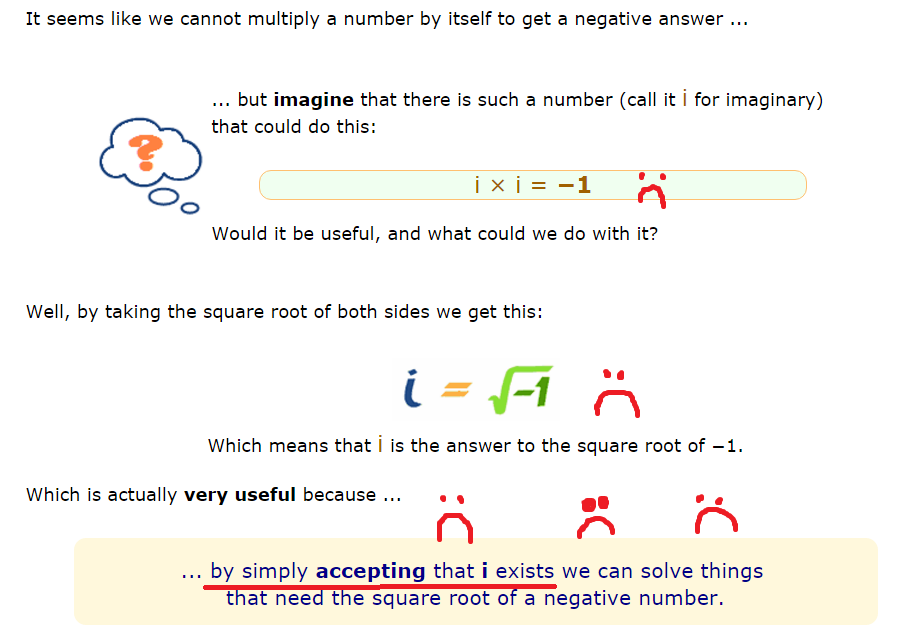 It seems like we cannot multiply a number by itself to get a negative answer ...
... but imagine that there is such a number (call it i for imaginary)
that could do this:
?
i × i = −1
Would it be useful, and what could we do with it?
Well, by taking the square root of both sides we get this:
i = √−1
Which means that i is the answer to the square root of −1.
Which is actually very useful because ...
... by simply accepting that i exists we can solve things
that need the square root of a negative number.